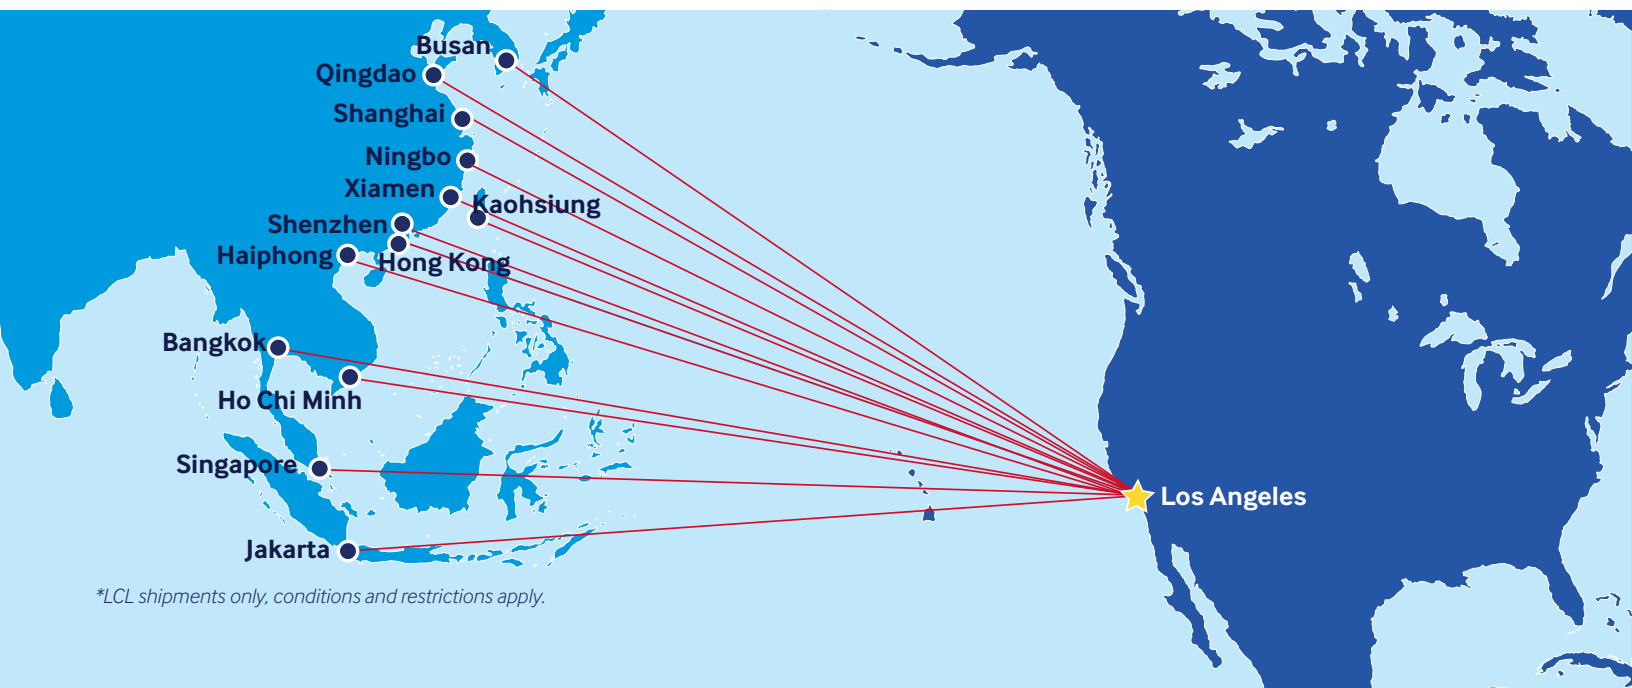 Busan
Qingdao
Shanghai
Ningbo
Xiamen
Kaohsiung
Shenzhen
Haiphong
Hong Kong
Bangkok
Ho Chi Minh
Singapore
Los Angeles
Jakarta
*LCL shipments only, conditions and restrictions apply.